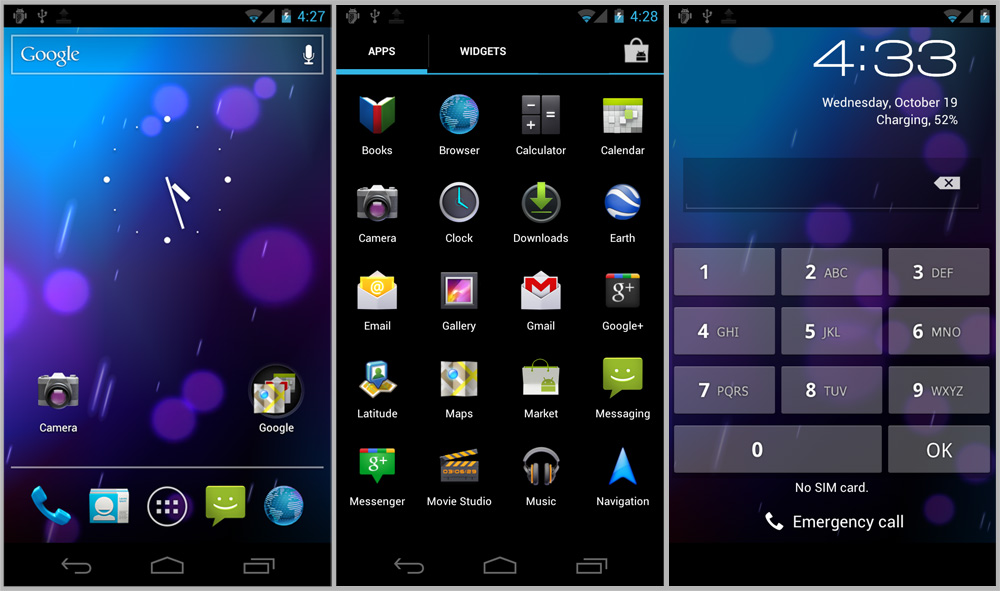 4:27
Google
Camera
Google
4:28
APPS WIDGETS
Books Browser Calculator Calendar
Camera Clock Downloads Earth
Email Gallery Gmail Google+
Latitude Maps Market Messaging
Messenger Movie Studio Music Navigation
4:33
Wednesday, October 19
Charging, 52%
1 2 ABC 3 DEF
4 GHI 5 JKL 6 MNO
7 PQRS 8 TUV 9 WXYZ
0 OK
No SIM card.
Emergency call